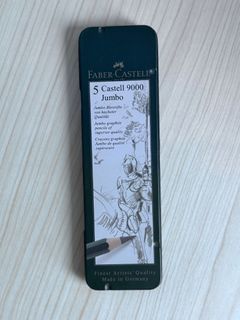 FABER-CASTELL
5 Castell 9000
Jumbo
Jumbo Bleistifte
von höchster
Qualität
Jumbo graphite
pencils of
superior quality
Crayons graphite
Jumbo de qualité
supérieure
Finest Artists' Quality
Made in Germany